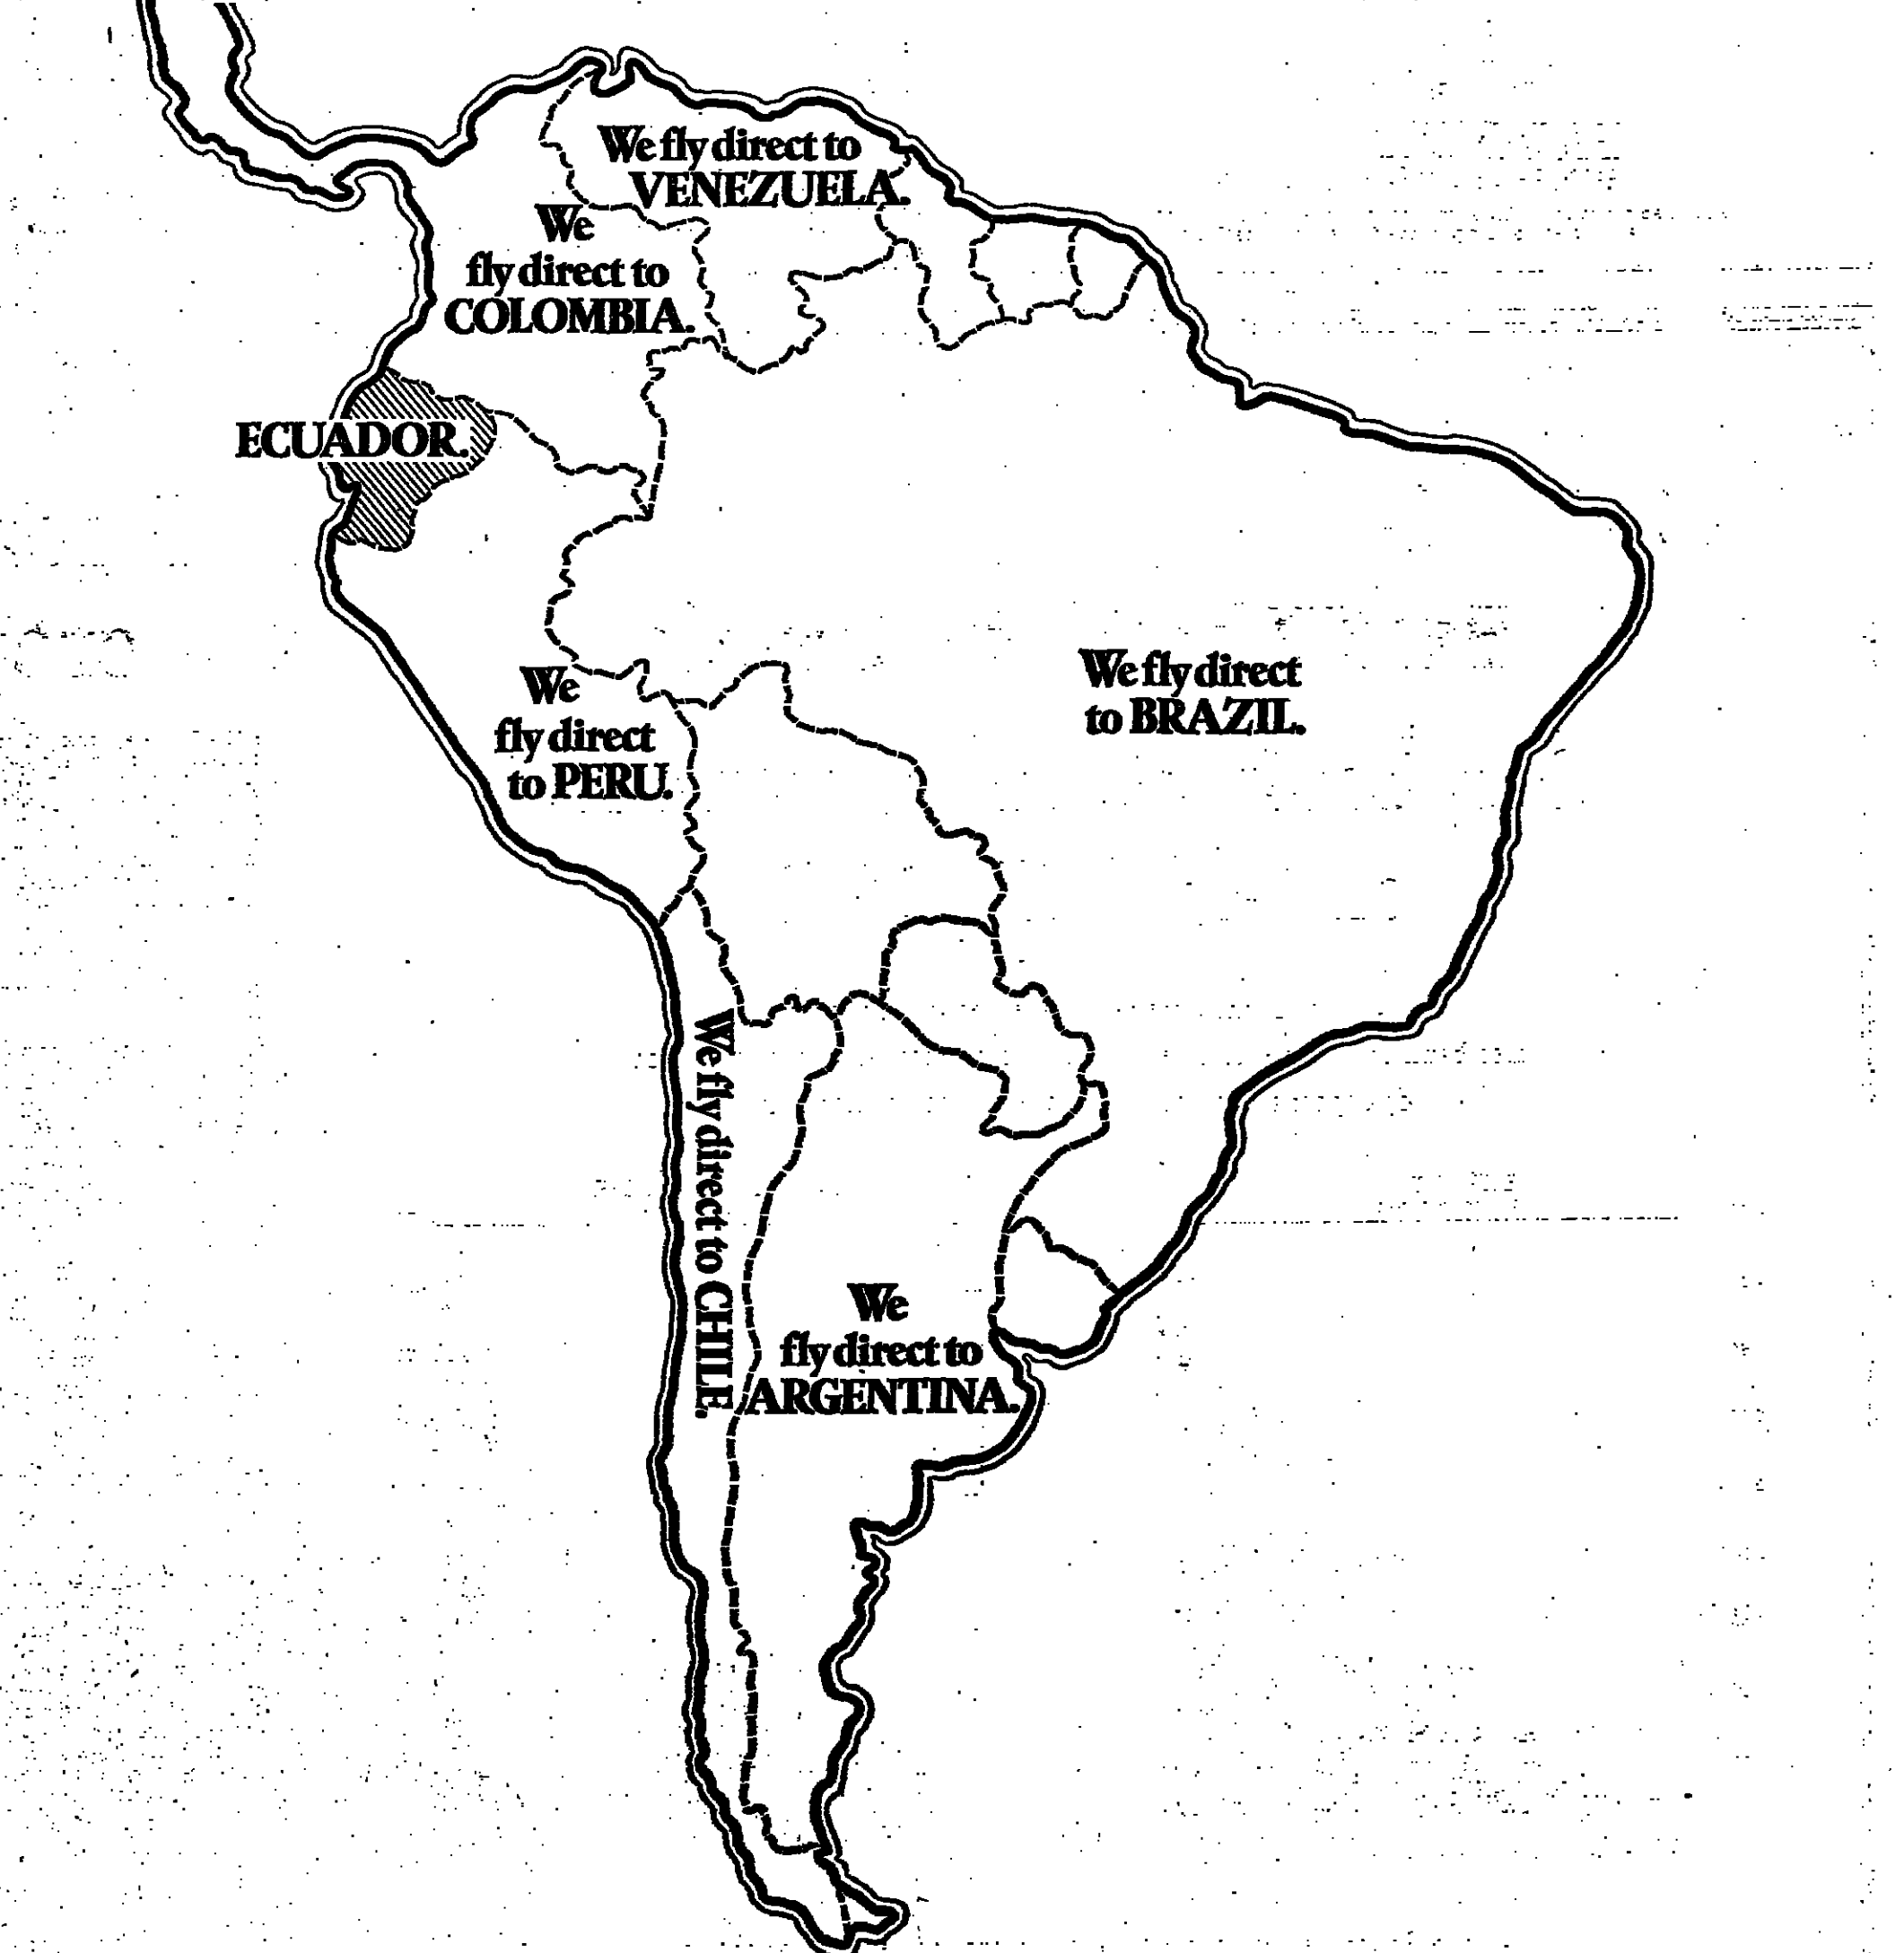 We fly direct to
VENEZUELA.
We
fly direct to
COLOMBIA.
ECUADOR.
We
fly direct
to PERU.
We fly direct
to BRAZIL.
We fly direct to CHILE.
We
fly direct to
ARGENTINA.